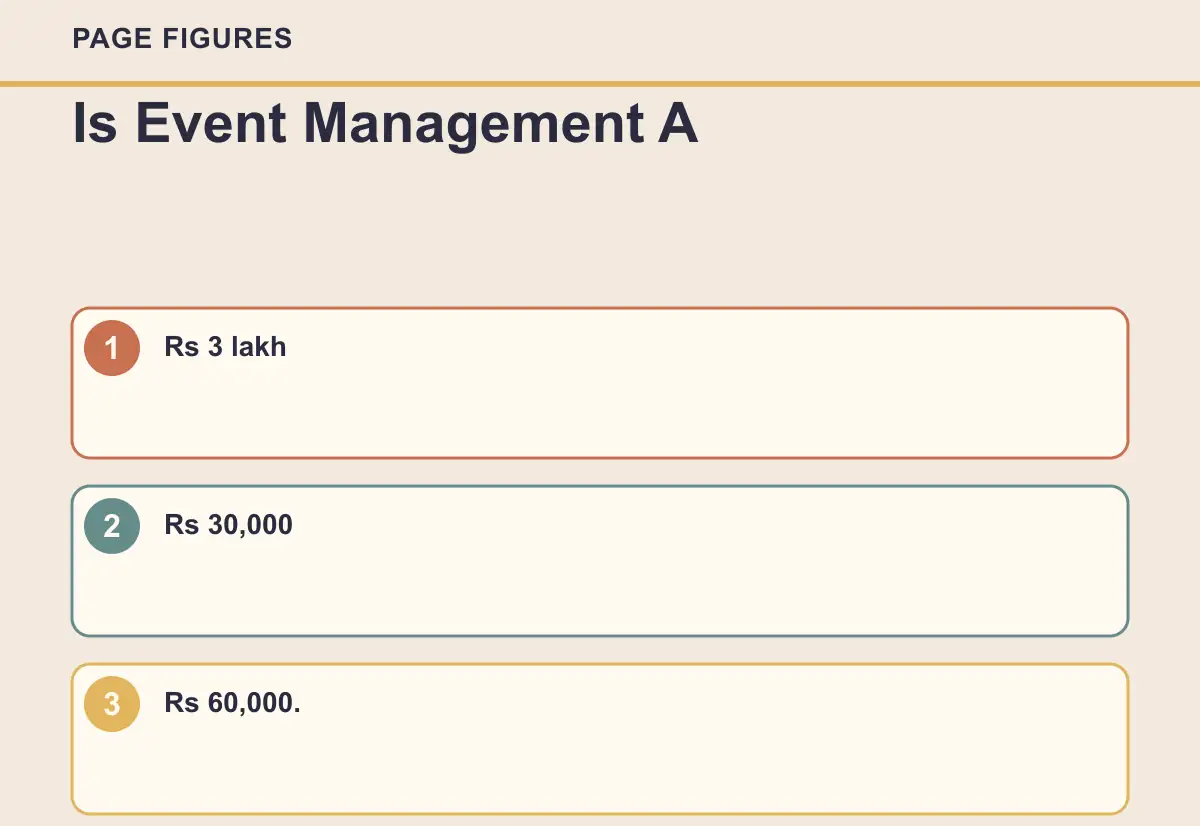 PAGE FIGURES
Is Event Management A
1 Rs 3 lakh
2 Rs 30,000
3 Rs 60,000.